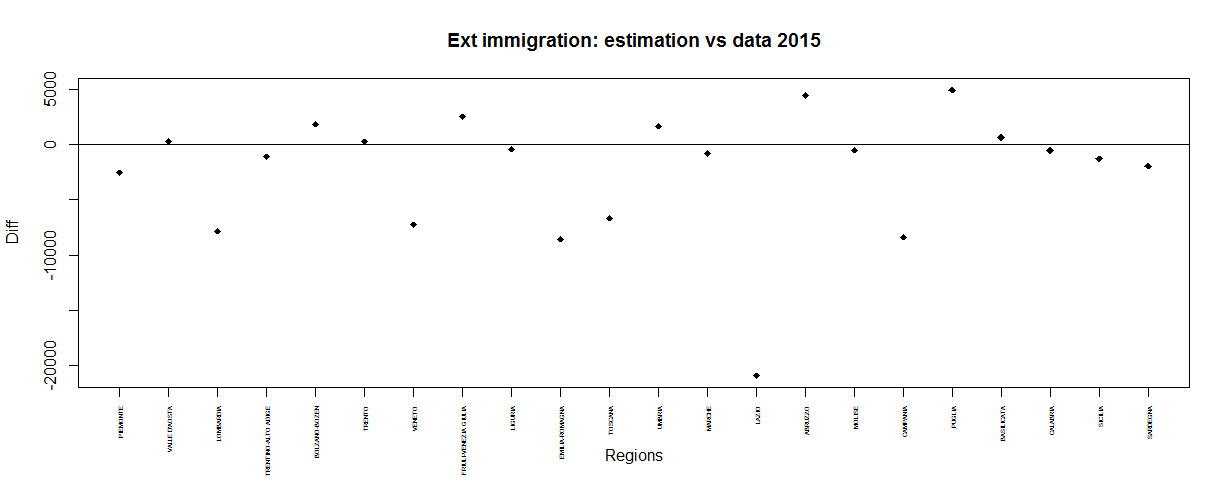 Ext immigration: estimation vs data 2015
Diff
5000
0
-10000
-20000
PIEMONTE
VALLE D'AOSTA
LOMBARDIA
TRENTINO-ALTO ADIGE
BOLZANO-BOZEN
TRENTO
VENETO
FRIULI-VENEZIA GIULIA
LIGURIA
EMILIA-ROMAGNA
TOSCANA
UMBRIA
MARCHE
LAZIO
ABRUZZO
MOLISE
CAMPANIA
PUGLIA
BASILICATA
CALABRIA
SICILIA
SARDEGNA
Regions